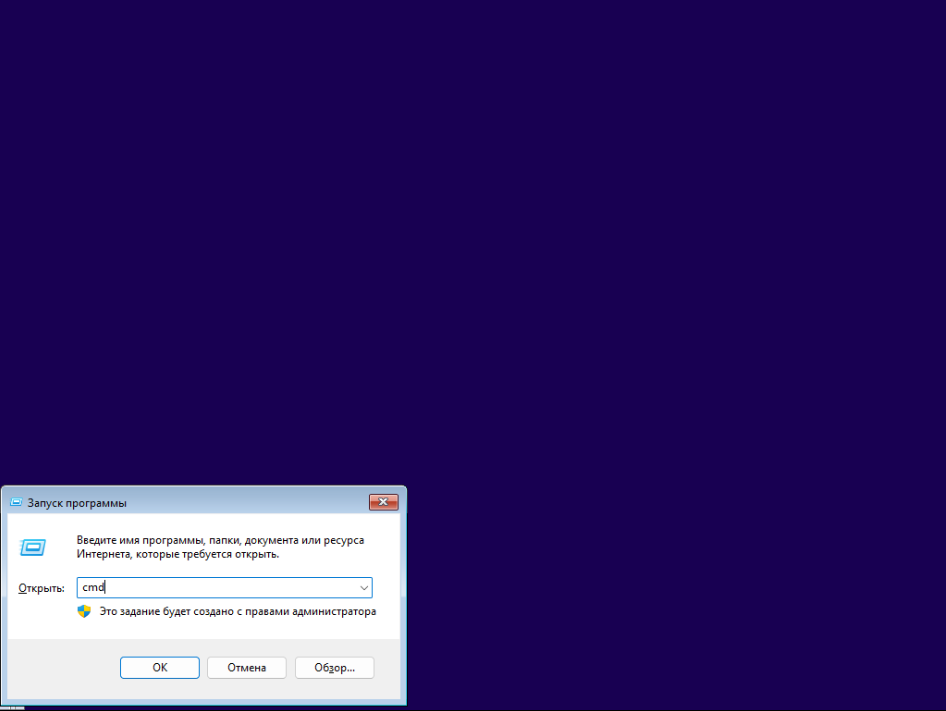 Запуск программы
Введите имя программы, папки, документа или ресурса
Интернета, которые требуется открыть.
Открыть: cmd
Это задание будет создано с правами администратора
ОК Отмена Обзор...